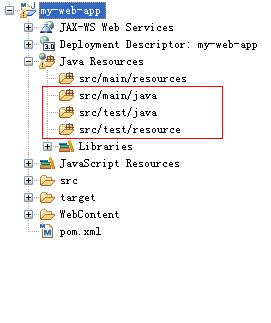 my-web-app
JAX-WS Web Services
Deployment Descriptor: my-web-app
Java Resources
src/main/resources
src/main/java
src/test/java
src/test/resource
Libraries
JavaScript Resources
src
target
WebContent
pom.xml